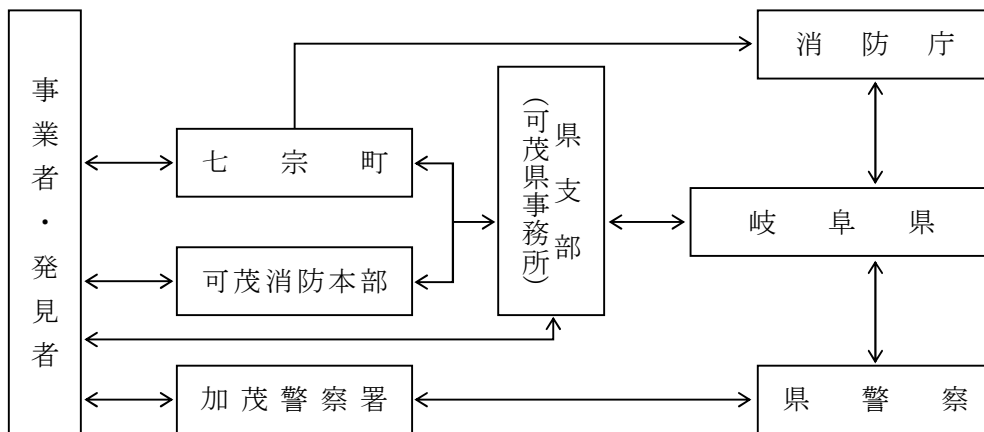 事業者・発見者
消防庁
七宗町
県支部
(可茂県事務所)
岐阜県
可茂消防本部
加茂警察署
県警察